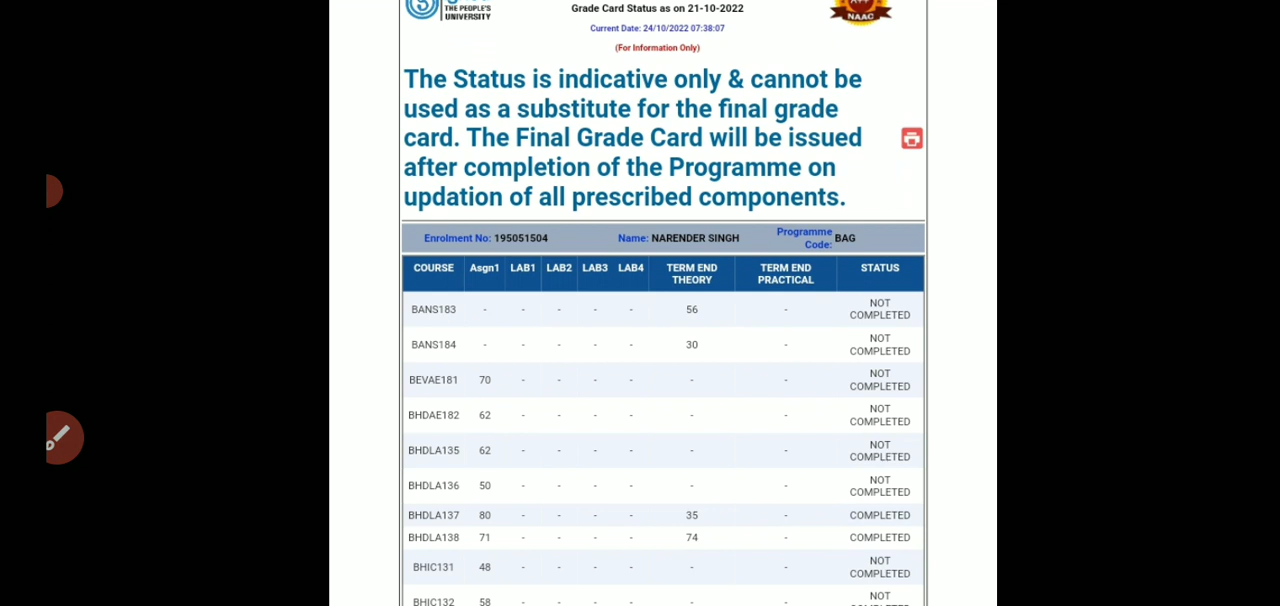 THE PEOPLE'S
UNIVERSITY
Grade Card Status as on 21-10-2022
Current Date: 24/10/2022 07:38:07
(For Information Only)
NAAC
The Status is indicative only & cannot be
used as a substitute for the final grade
card. The Final Grade Card will be issued
after completion of the Programme on
updation of all prescribed components.
Enrolment No: 195051504 Name: NARENDER SINGH Programme Code: BAG
COURSE Asgn1 LAB1 LAB2 LAB3 LAB4 TERM END THEORY TERM END PRACTICAL STATUS
BANS183 - - - - - 56 - NOT COMPLETED
BANS184 - - - - - 30 - NOT COMPLETED
BEVAE181 70 - - - - - - NOT COMPLETED
BHDAE182 62 - - - - - - NOT COMPLETED
BHDLA135 62 - - - - - - NOT COMPLETED
BHDLA136 50 - - - - - - NOT COMPLETED
BHDLA137 80 - - - - 35 - COMPLETED
BHDLA138 71 - - - - 74 - COMPLETED
BHIC131 48 - - - - - - NOT COMPLETED
BHIC132 58 - - - - - - NOT